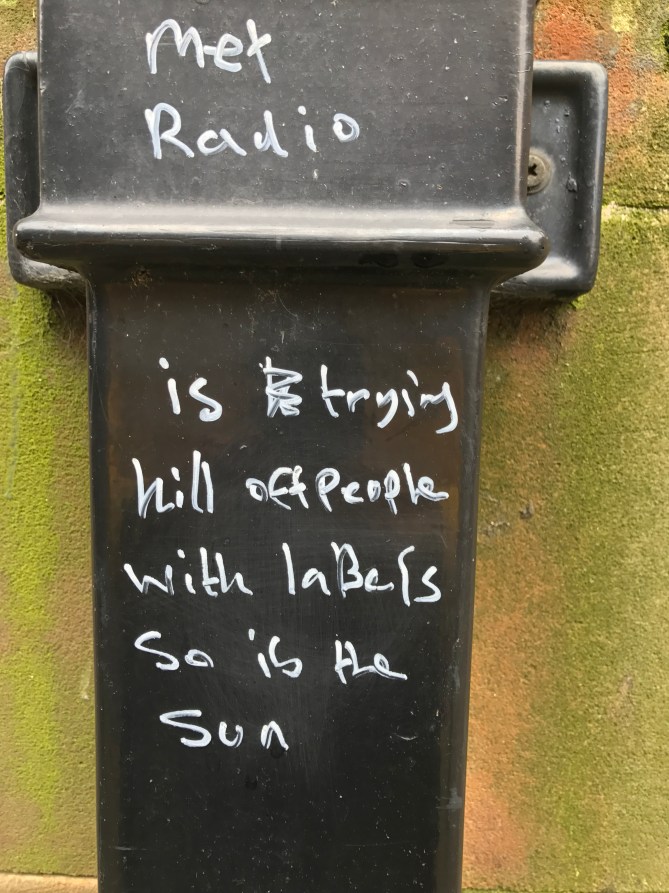 Met
Radio
is trying
kill off People
with laBels
So is the
Sun